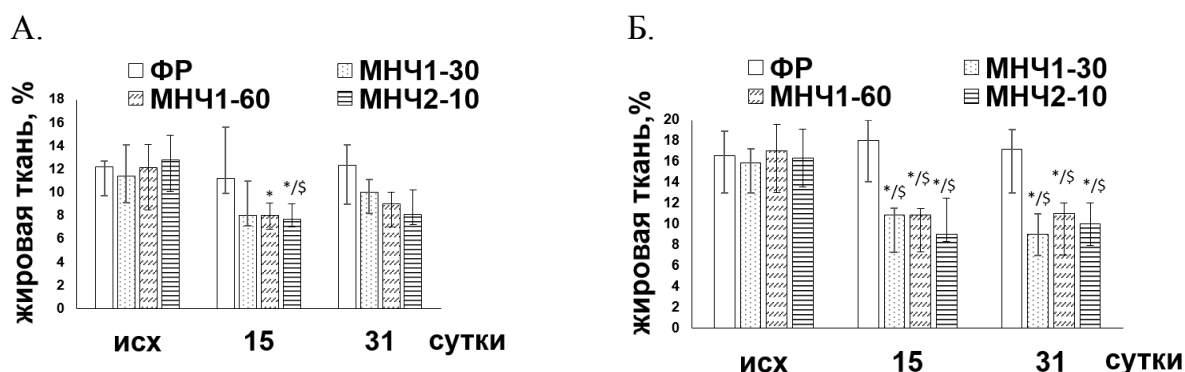 А.
ФР
МНЧ1-30
МНЧ1-60
МНЧ2-10
жировая ткань, %
18
16
14
12
10
8
6
4
2
0
*
*/$
исх
15
31
сутки
Б.
ФР
МНЧ1-30
МНЧ1-60
МНЧ2-10
жировая ткань,%
20
18
16
14
12
10
8
6
4
2
0
*/$
*/$
*/$
*/$
*/$
*/$
исх
15
31
сутки